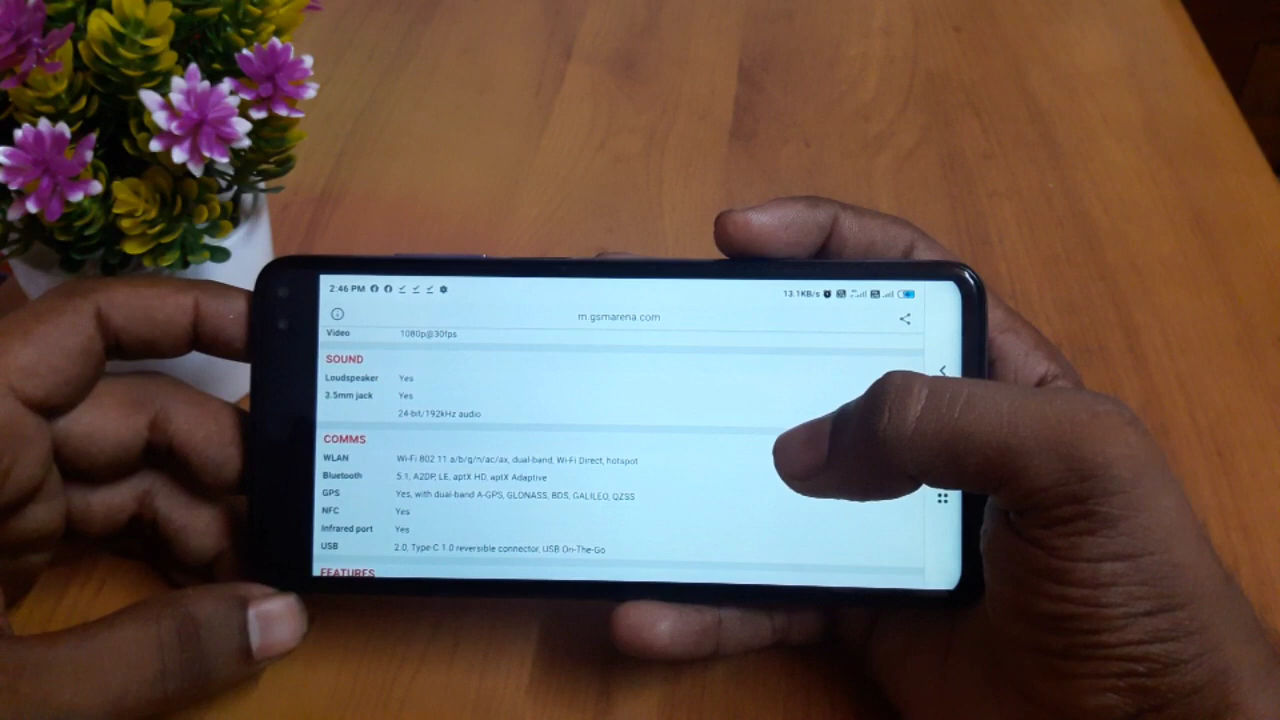 2:46 PM
13.1KB/s
m.gsmarena.com
Video 1080p@30fps
SOUND
Loudspeaker Yes
3.5mm jack Yes
24-bit/192kHz audio
COMMS
WLAN Wi-Fi 802.11 a/b/g/n/ac/ax, dual-band, Wi-Fi Direct, hotspot
Bluetooth 5.1, A2DP, LE, aptX HD, aptX Adaptive
GPS Yes, with dual-band A-GPS, GLONASS, BDS, GALILEO, QZSS
NFC Yes
Infrared port Yes
USB 2.0, Type-C 1.0 reversible connector, USB On-The-Go
FEATURES